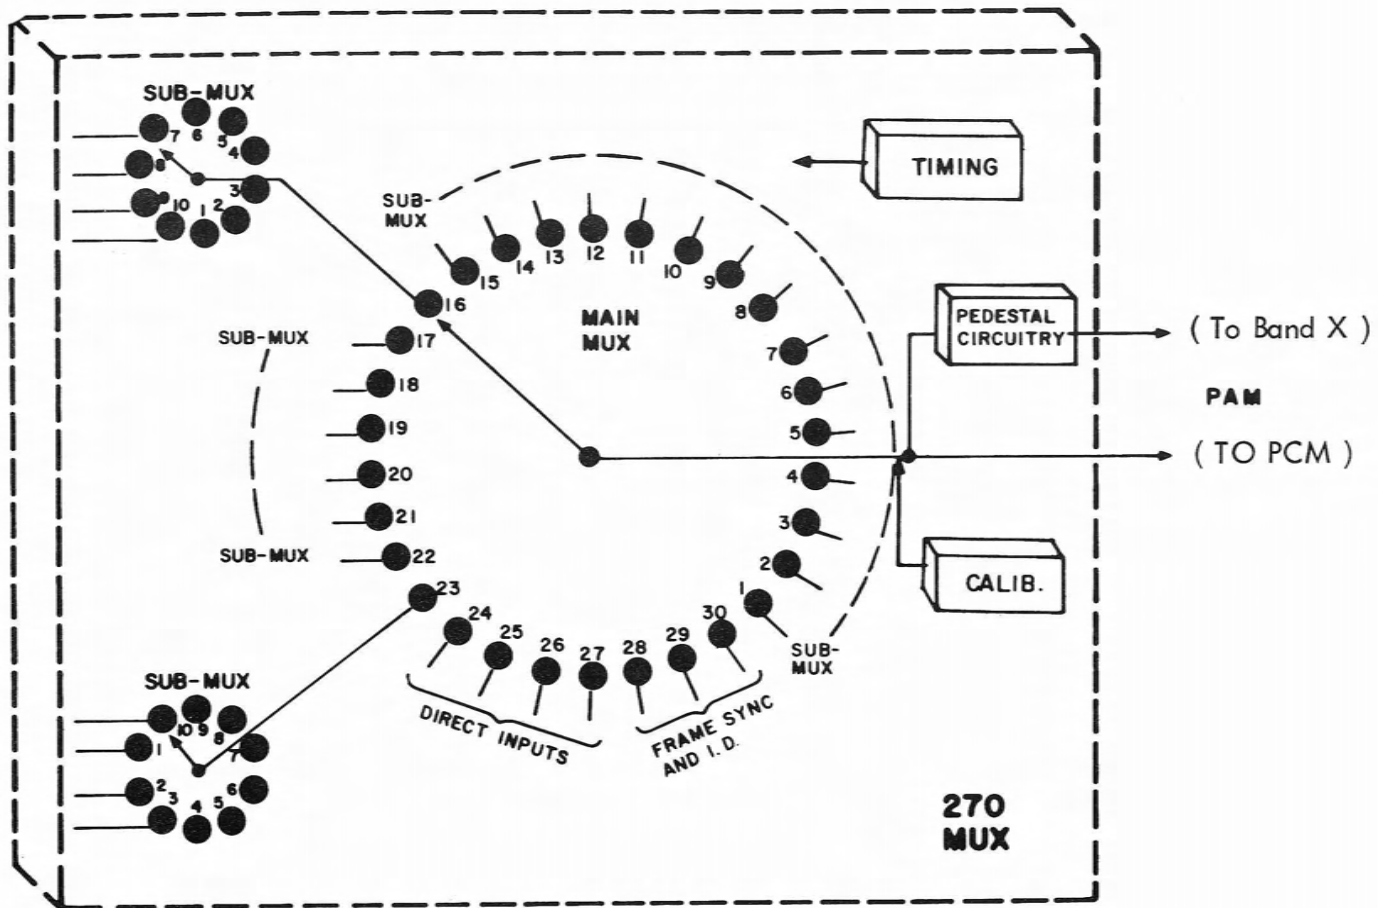 SUB-MUX
7 6 5 4
8 3
9 10 1 2
TIMING
SUB-
MUX
15 14 13 12 11 10 9 8
16
MAIN
MUX
PEDESTAL
CIRCUITRY
( To Band X )
SUB-MUX
17
7
18
6
PAM
19
5
( TO PCM )
20
4
21
3
SUB-MUX
22
2
CALIB.
23
1
24 25 26 27 28 29 30
SUB-
MUX
DIRECT INPUTS
FRAME SYNC
AND I.D.
SUB-MUX
10 9 8
1 7
2 3 4 5 6
270
MUX